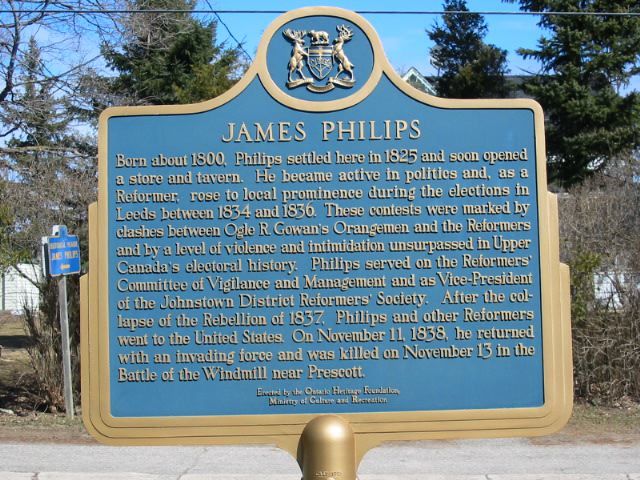 JAMES PHILIPS
Born about 1800, Philips settled here in 1825 and soon opened
a store and tavern. He became active in politics and, as a
Reformer, rose to local prominence during the elections in
Leeds between 1834 and 1836. These contests were marked by
clashes between Ogle R. Gowan's Orangemen and the Reformers
and by a level of violence and intimidation unsurpassed in Upper
Canada's electoral history. Philips served on the Reformers'
Committee of Vigilance and Management and as Vice-President
of the Johnstown District Reformers' Society. After the col-
lapse of the Rebellion of 1837, Philips and other Reformers
went to the United States. On November 11, 1838, he returned
with an invading force and was killed on November 13 in the
Battle of the Windmill near Prescott.
Erected by the Ontario Heritage Foundation,
Ministry of Culture and Recreation
JAMES PHILIPS